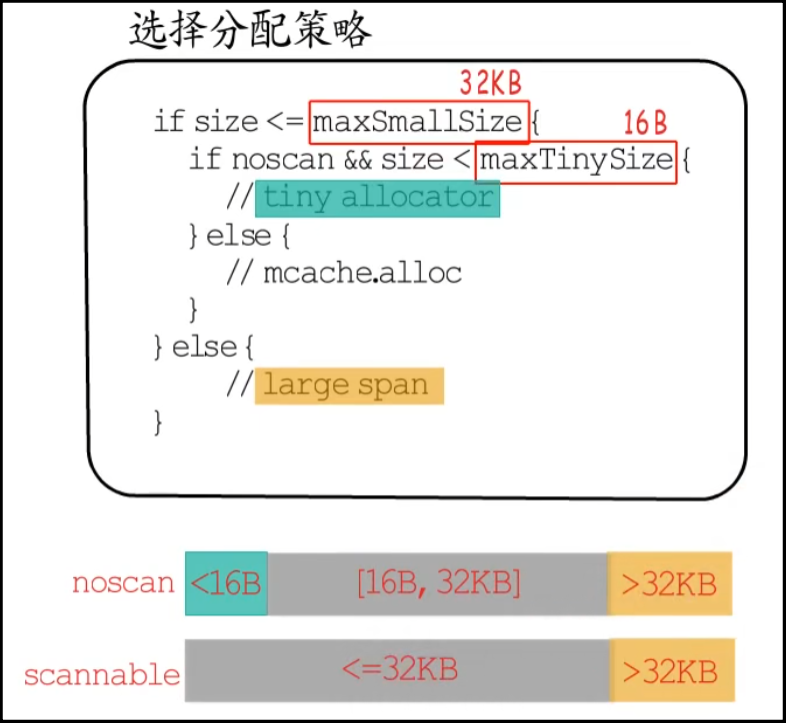 选择分配策略
32KB
if size <= maxSmallSize {
16B
if noscan && size < maxTinySize {
// tiny allocator
} else {
// mcache.alloc
}
} else {
// large span
}
noscan <16B [16B, 32KB] >32KB
scannable <=32KB >32KB